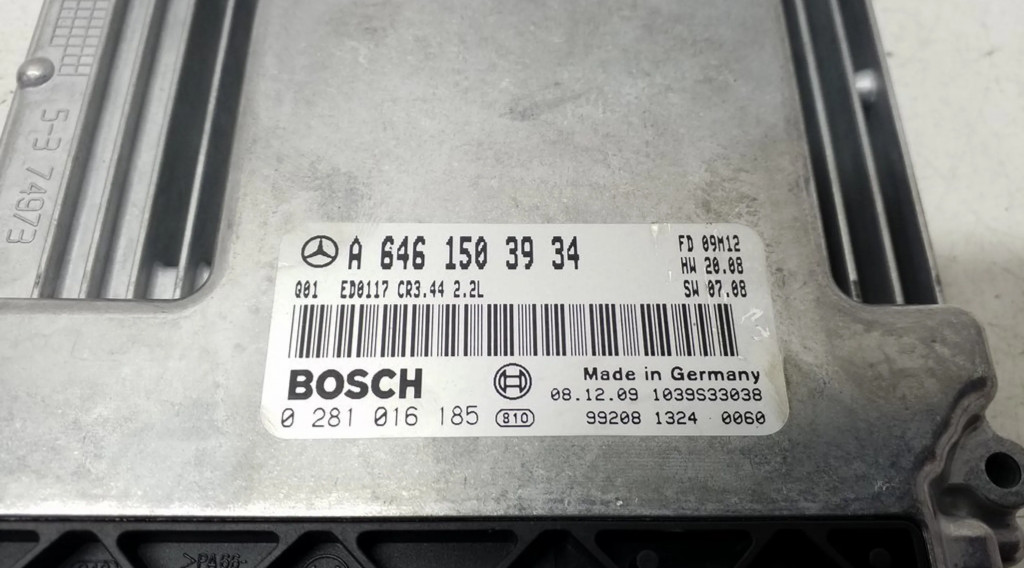 5-3 74973
A 646 150 39 34
FD 09M12
HW 20.08
Q01 ED0117 CR3.44 2.2L
SW 07.08
BOSCH
Made in Germany
08.12.09 1039S33038
0 281 016 185 810
99208 1324 0060
>PA66-